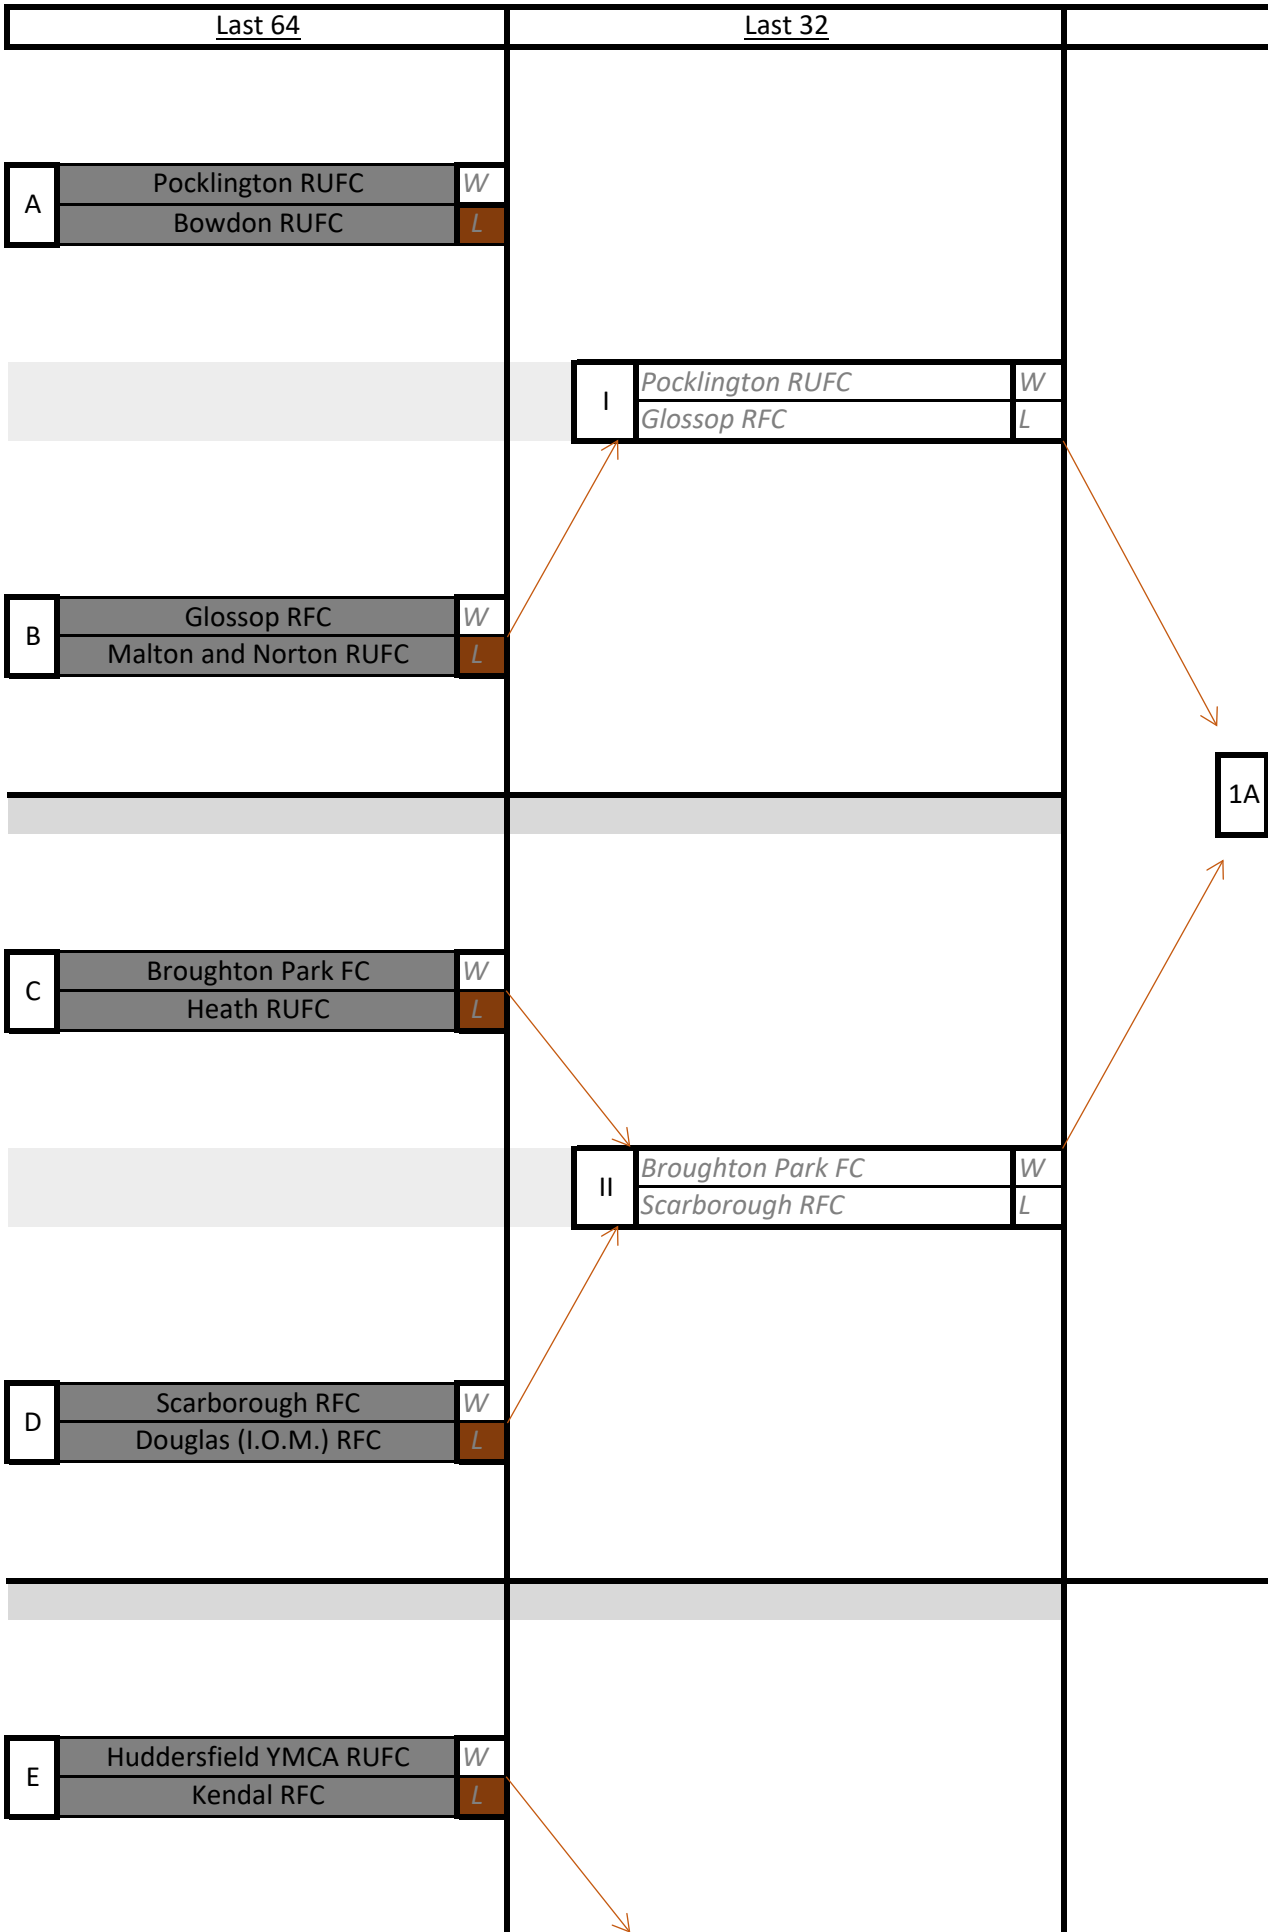 Last 64 Last 32
A
Pocklington RUFC W
Bowdon RUFC L
I
Pocklington RUFC W
Glossop RFC L
B
Glossop RFC W
Malton and Norton RUFC L
1A
C
Broughton Park FC W
Heath RUFC L
II
Broughton Park FC W
Scarborough RFC L
D
Scarborough RFC W
Douglas (I.O.M.) RFC L
E
Huddersfield YMCA RUFC W
Kendal RFC L